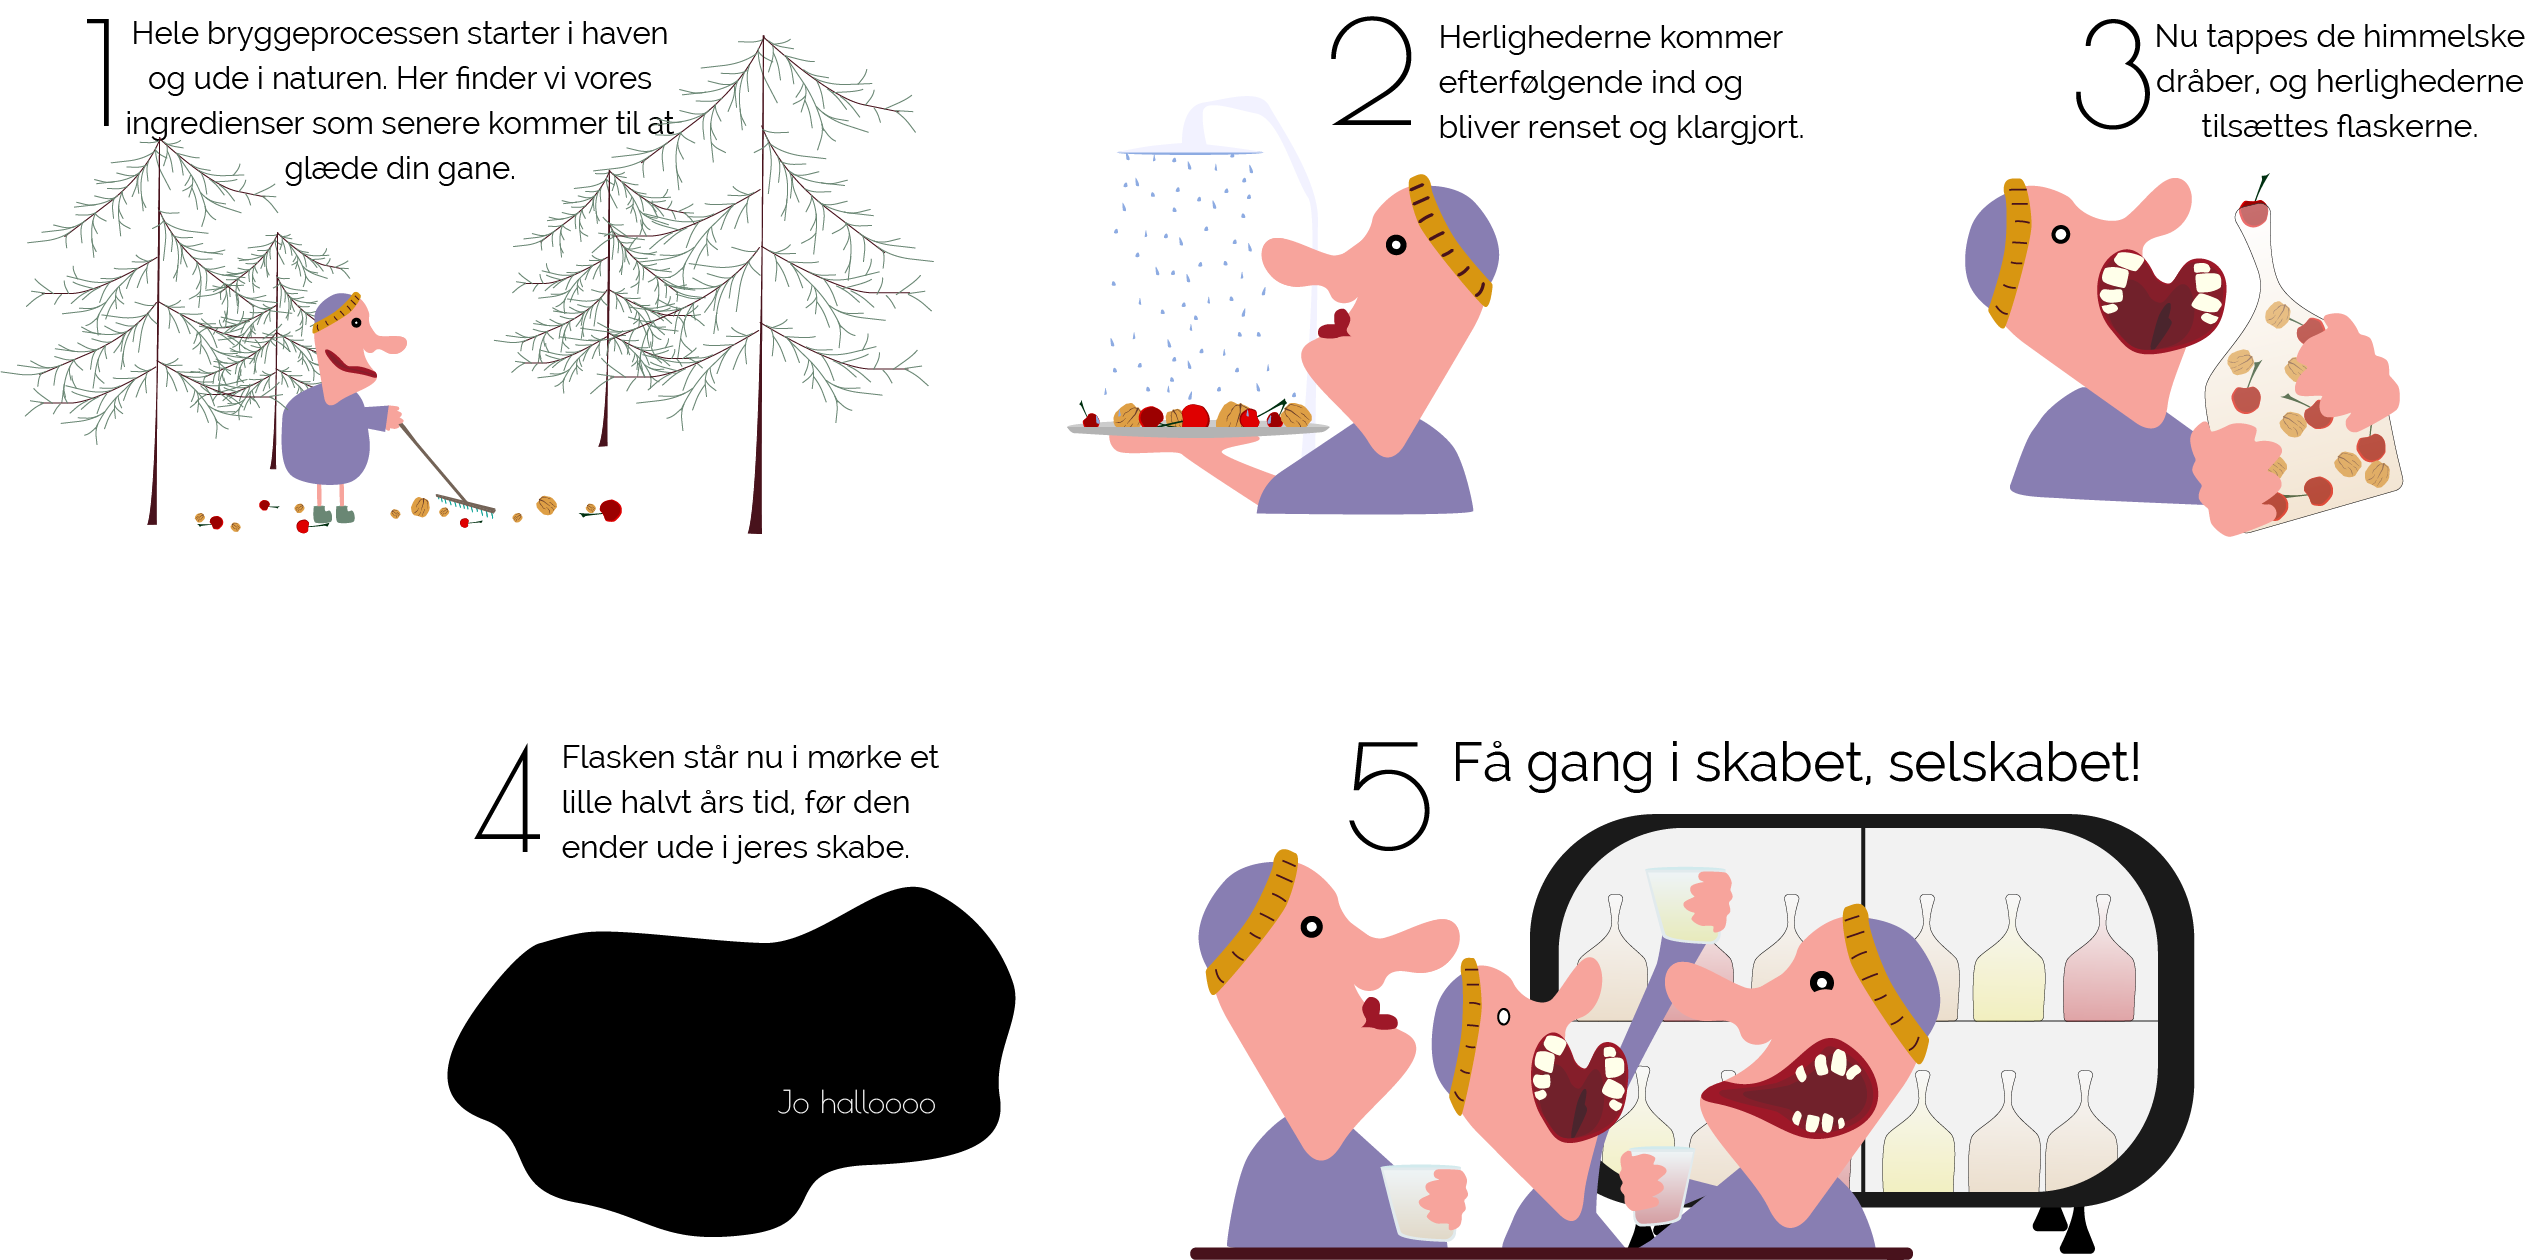 1
Hele bryggeprocessen starter i haven
og ude i naturen. Her finder vi vores
ingredienser som senere kommer til at
glæde din gane.
2
Herlighederne kommer
efterfølgende ind og
bliver renset og klargjort.
3
Nu tappes de himmelske
dråber, og herlighederne
tilsættes flaskerne.
4
Flasken står nu i mørke et
lille halvt års tid, før den
ender ude i jeres skabe.
Jo halloooo
5
Få gang i skabet, selskabet!